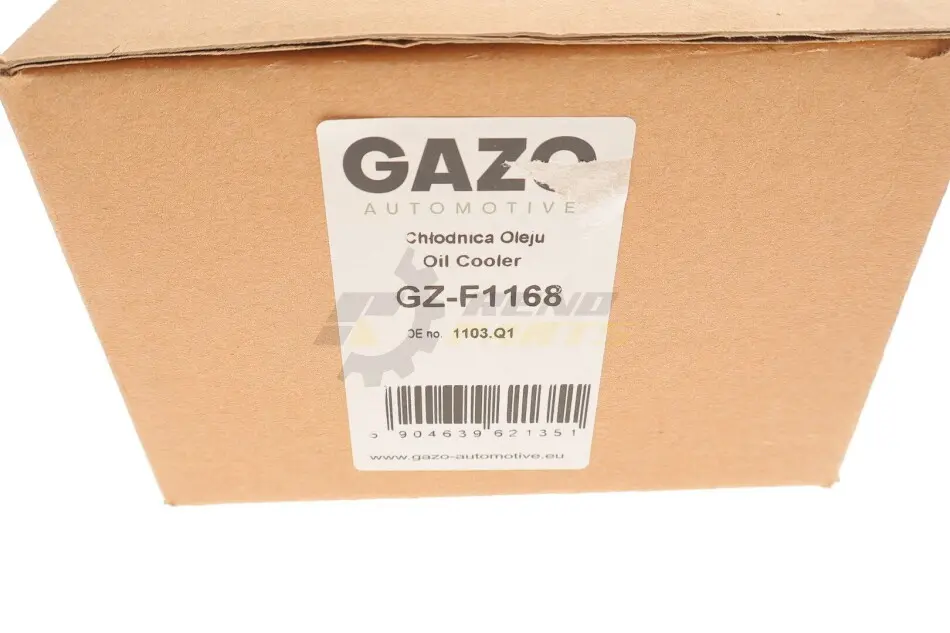 GAZO
AUTOMOTIVE
Chłodnica Oleju
Oil Cooler
GZ-F1168
OE no. 1103.Q1
5 904639 621351
www.gazo-automotive.eu